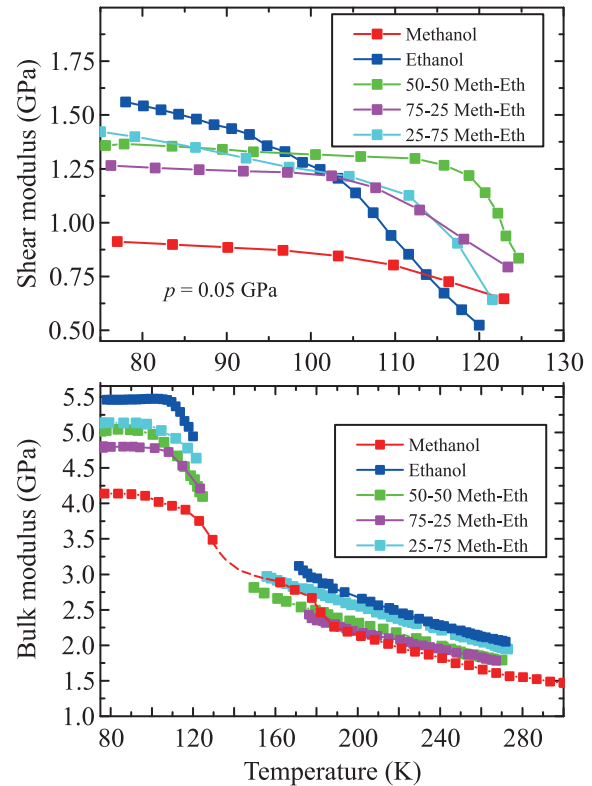 Shear modulus (GPa)
1.75
1.50
1.25
1.00
0.75
0.50
Methanol
Ethanol
50-50 Meth-Eth
75-25 Meth-Eth
25-75 Meth-Eth
p = 0.05 GPa
80 90 100 110 120 130
Bulk modulus (GPa)
5.5
5.0
4.5
4.0
3.5
3.0
2.5
2.0
1.5
1.0
Methanol
Ethanol
50-50 Meth-Eth
75-25 Meth-Eth
25-75 Meth-Eth
80 120 160 200 240 280
Temperature (K)